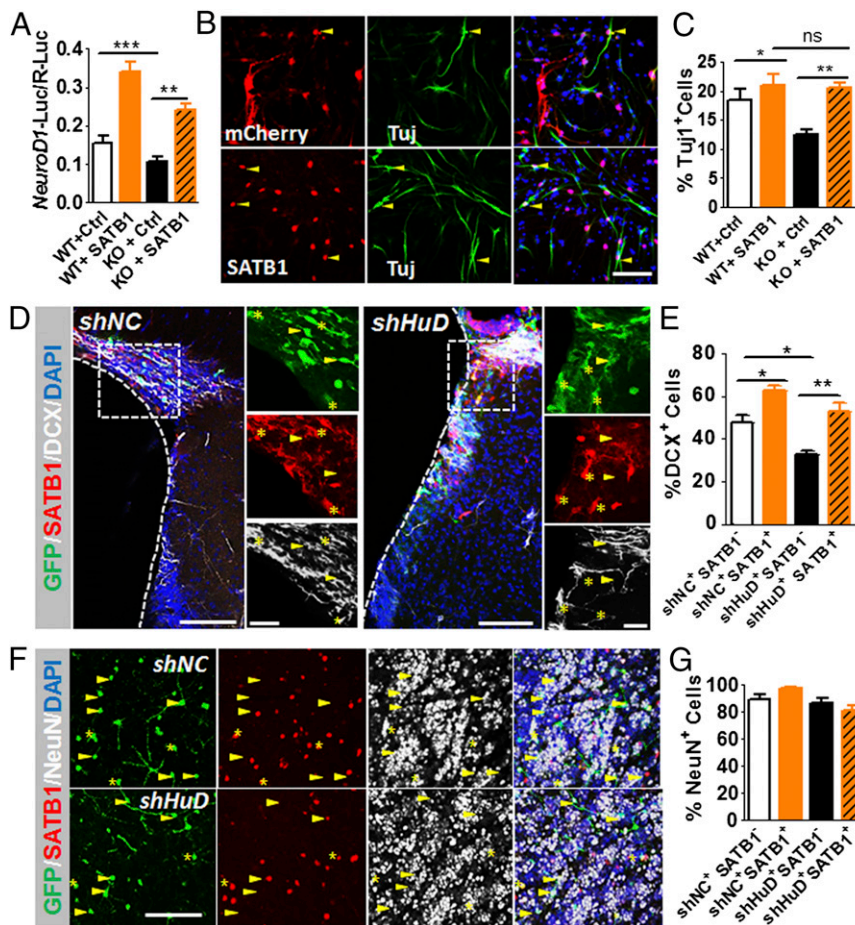 A
NeuroD1-Luc/R-Luc
0.4
0.3
0.2
0.1
0.0
***
**
WT+Ctrl
WT+ SATB1
KO + Ctrl
KO + SATB1
B
mCherry
Tuj
SATB1
Tuj
C
% Tuj1+Cells
25
20
15
10
5
0
ns
*
**
WT+Ctrl
WT+ SATB1
KO + Ctrl
KO + SATB1
D
GFP/SATB1/DCX/DAPI
shNC
shHuD
E
%DCX+ Cells
80
60
40
20
0
*
*
**
shNC+ SATB1-
shNC+ SATB1+
shHuD+ SATB1-
shHuD+ SATB1+
F
GFP/SATB1/NeuN/DAPI
shNC
shHuD
G
% NeuN+ Cells
100
80
60
40
20
0
shNC+ SATB1-
shNC+ SATB1+
shHuD+ SATB1-
shHuD+ SATB1+